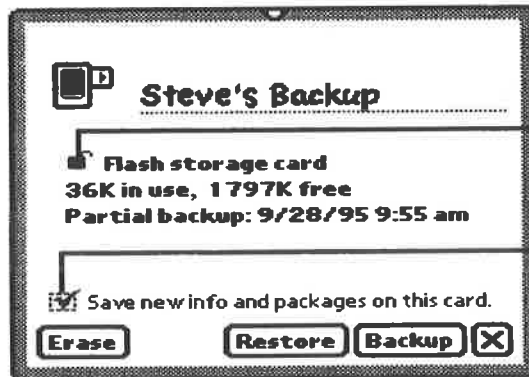 Steve's Backup
Flash storage card
36K in use, 1797K free
Partial backup: 9/28/95 9:55 am
Save new info and packages on this card.
Erase Restore Backup